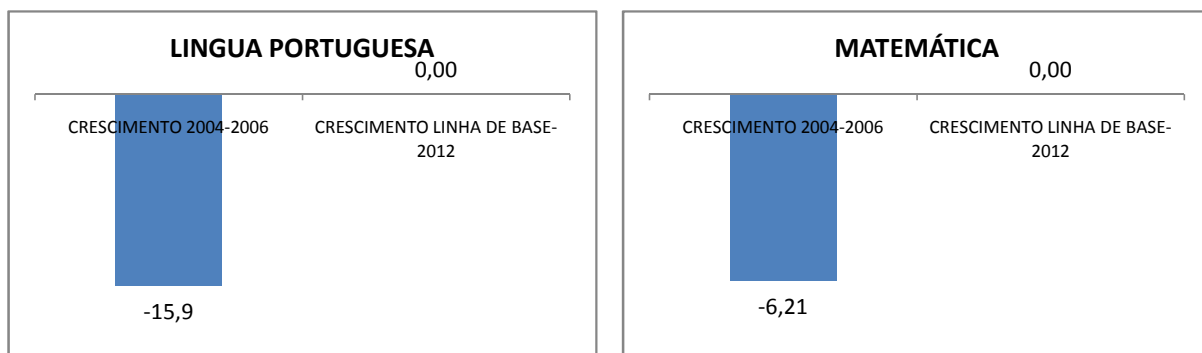 LINGUA PORTUGUESA
0,00
CRESCIMENTO 2004-2006
CRESCIMENTO LINHA DE BASE-
2012
-15,9
MATEMÁTICA
0,00
CRESCIMENTO 2004-2006
CRESCIMENTO LINHA DE BASE-
2012
-6,21